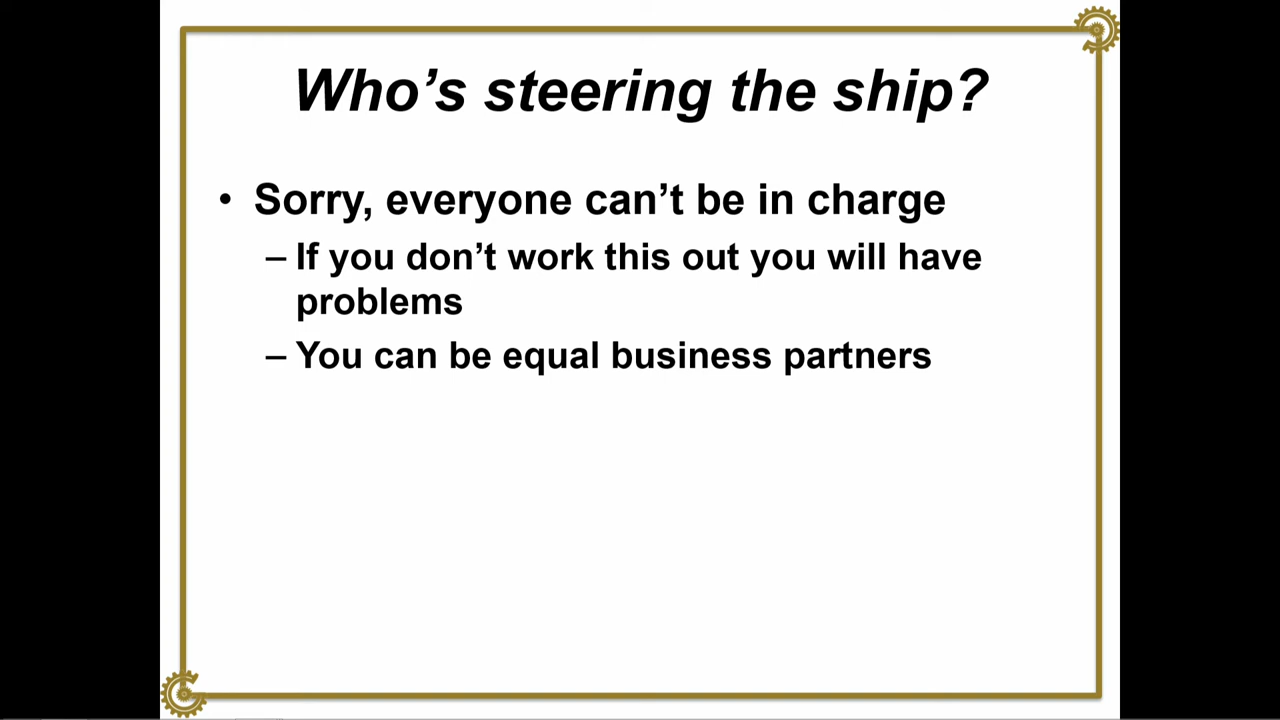 Who’s steering the ship?
• Sorry, everyone can’t be in charge
– If you don’t work this out you will have
problems
– You can be equal business partners